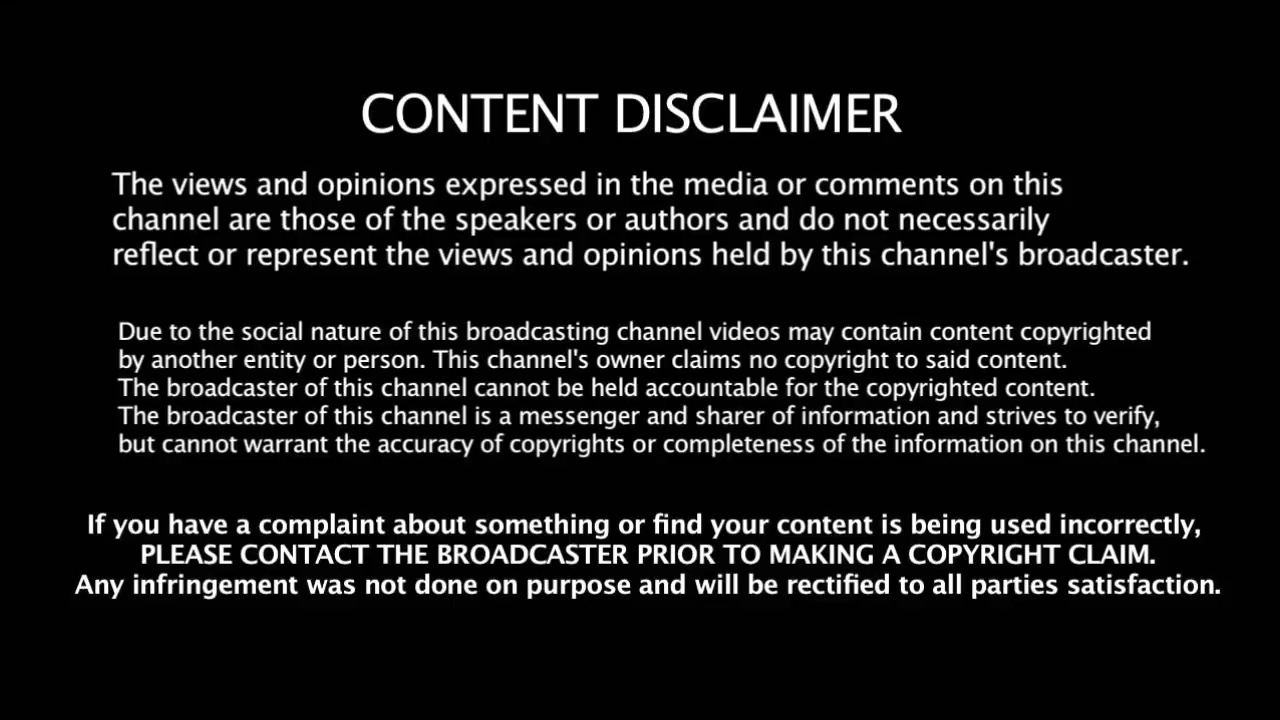 CONTENT DISCLAIMER
The views and opinions expressed in the media or comments on this
channel are those of the speakers or authors and do not necessarily
reflect or represent the views and opinions held by this channel's broadcaster.
Due to the social nature of this broadcasting channel videos may contain content copyrighted
by another entity or person. This channel's owner claims no copyright to said content.
The broadcaster of this channel cannot be held accountable for the copyrighted content.
The broadcaster of this channel is a messenger and sharer of information and strives to verify,
but cannot warrant the accuracy of copyrights or completeness of the information on this channel.
If you have a complaint about something or find your content is being used incorrectly,
PLEASE CONTACT THE BROADCASTER PRIOR TO MAKING A COPYRIGHT CLAIM.
Any infringement was not done on purpose and will be rectified to all parties satisfaction.